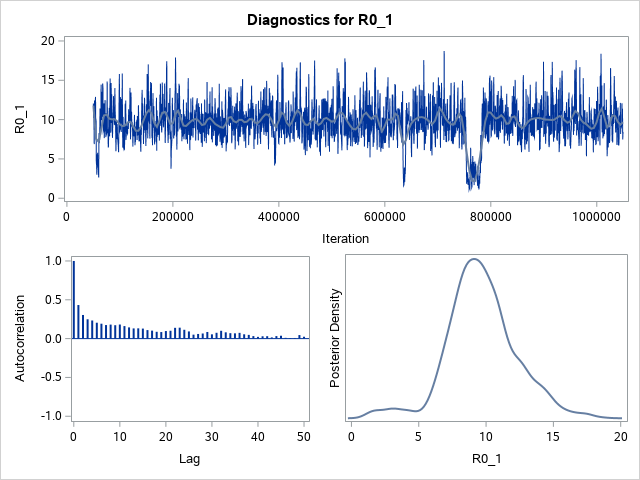 Diagnostics for R0_1
R0_1
20
15
10
5
0
0 200000 400000 600000 800000 1000000
Iteration
Autocorrelation
1.0
0.5
0.0
-0.5
-1.0
0 10 20 30 40 50
Lag
Posterior Density
0 5 10 15 20
R0_1